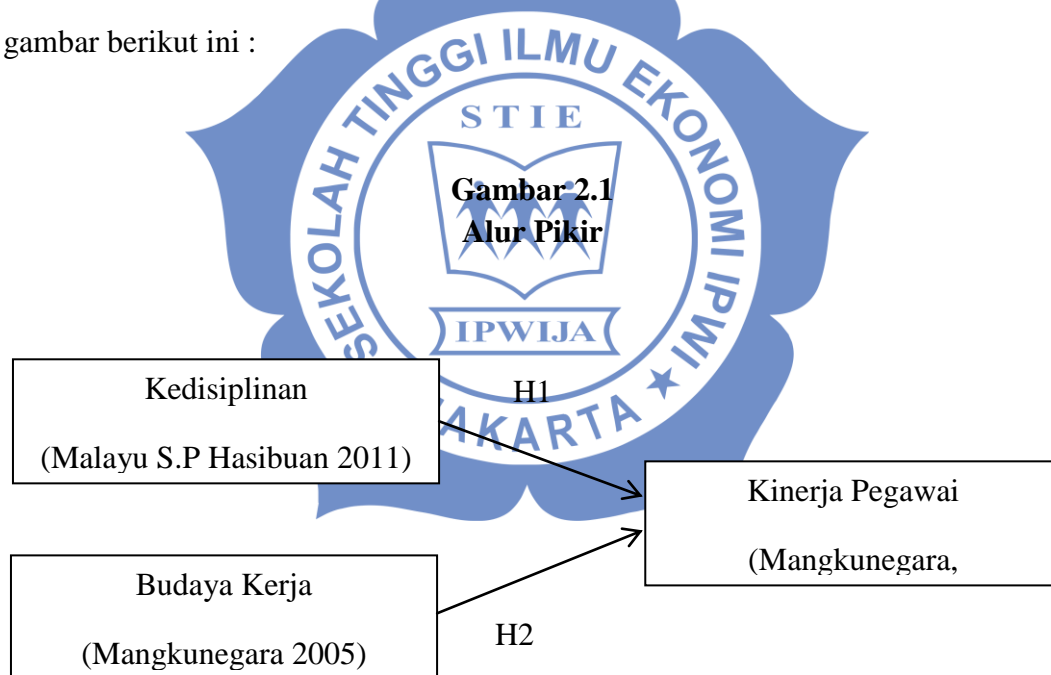 gambar berikut ini :
SEKOLAH TINGGI ILMU EKONOMI IPWI
STIE
Gambar 2.1
Alur Pikir
IPWIJA
AKARTA
Kedisiplinan
(Malayu S.P Hasibuan 2011)
H1
Kinerja Pegawai
(Mangkunegara,
Budaya Kerja
(Mangkunegara 2005)
H2